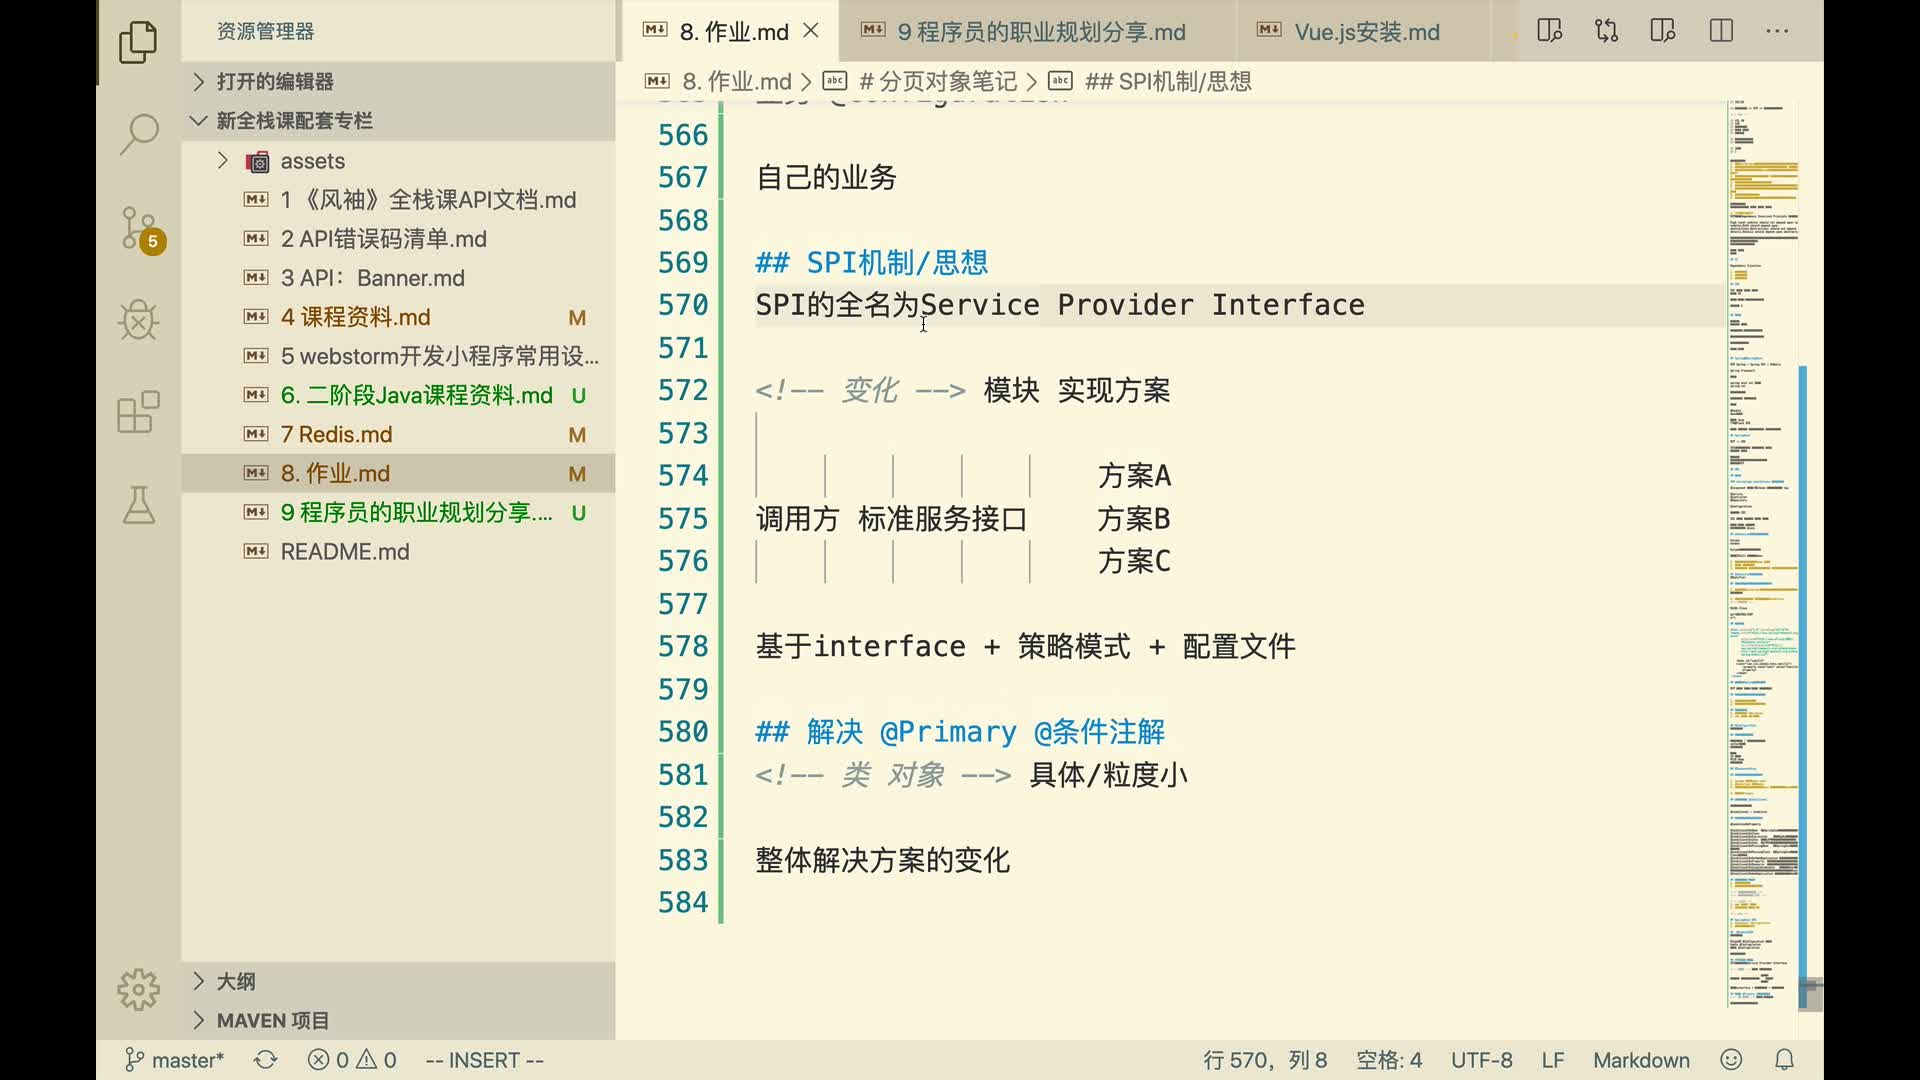 资源管理器
打开的编辑器
新全栈课配套专栏
assets
1 《风袖》全栈课API文档.md
2 API错误码清单.md
3 API：Banner.md
4 课程资料.md M
5 webstorm开发小程序常用设...
6. 二阶段Java课程资料.md U
7 Redis.md M
8. 作业.md M
9 程序员的职业规划分享.... U
README.md
大纲
MAVEN 项目
8. 作业.md
9 程序员的职业规划分享.md
Vue.js安装.md
8. 作业.md > # 分页对象笔记 > ## SPI机制/思想
566
567 自己的业务
568
569 ## SPI机制/思想
570 SPI的全名为Service Provider Interface
571
572 <!-- 变化 --> 模块 实现方案
573
574 方案A
575 调用方 标准服务接口 方案B
576 方案C
577
578 基于interface + 策略模式 + 配置文件
579
580 ## 解决 @Primary @条件注解
581 <!-- 类 对象 --> 具体/粒度小
582
583 整体解决方案的变化
584
5
master* 0 0 -- INSERT -- 行 570，列 8 空格: 4 UTF-8 LF Markdown